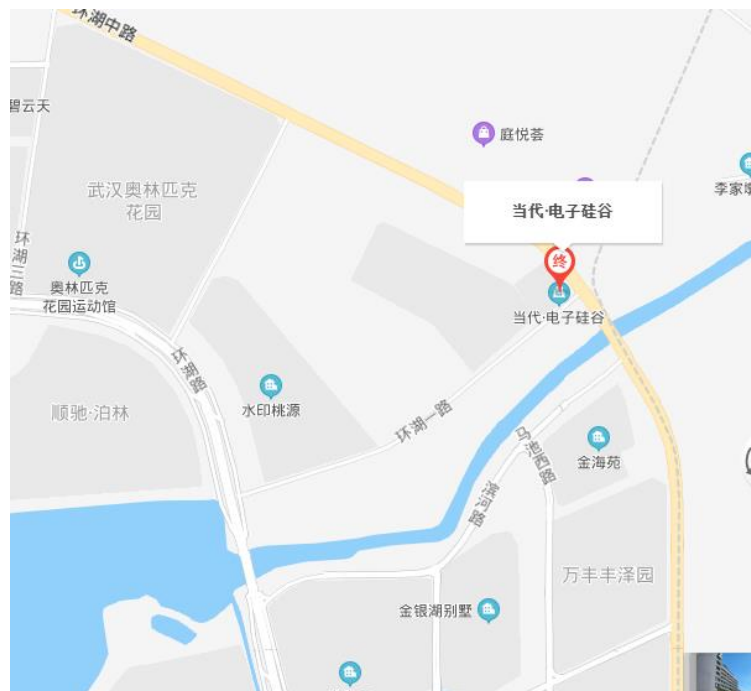 环湖中路
碧云天
庭悦荟
武汉奥林匹克
花园
李家墩
当代·电子硅谷
终
环湖三路
奥林匹克
花园运动馆
当代·电子硅谷
环湖路
水印桃源
顺驰·泊林
环湖一路
马池西路
金海苑
滨河路
万丰丰泽园
金银湖别墅